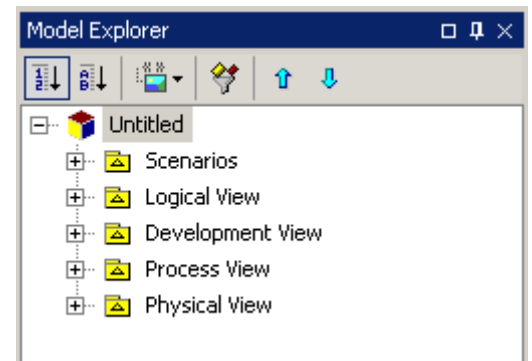 Model Explorer
Untitled
Scenarios
Logical View
Development View
Process View
Physical View